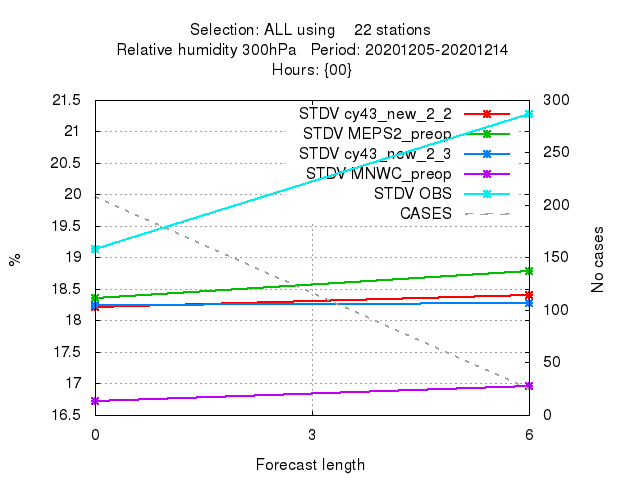 Selection: ALL using 22 stations
Relative humidity 300hPa Period: 20201205-20201214
Hours: {00}
STDV cy43_new_2_2
STDV MEPS2_preop
STDV cy43_new_2_3
STDV MNWC_preop
STDV OBS
CASES
21.5
21
20.5
20
19.5
19
18.5
18
17.5
17
16.5
%
300
250
200
150
100
50
0
No cases
0 3 6
Forecast length